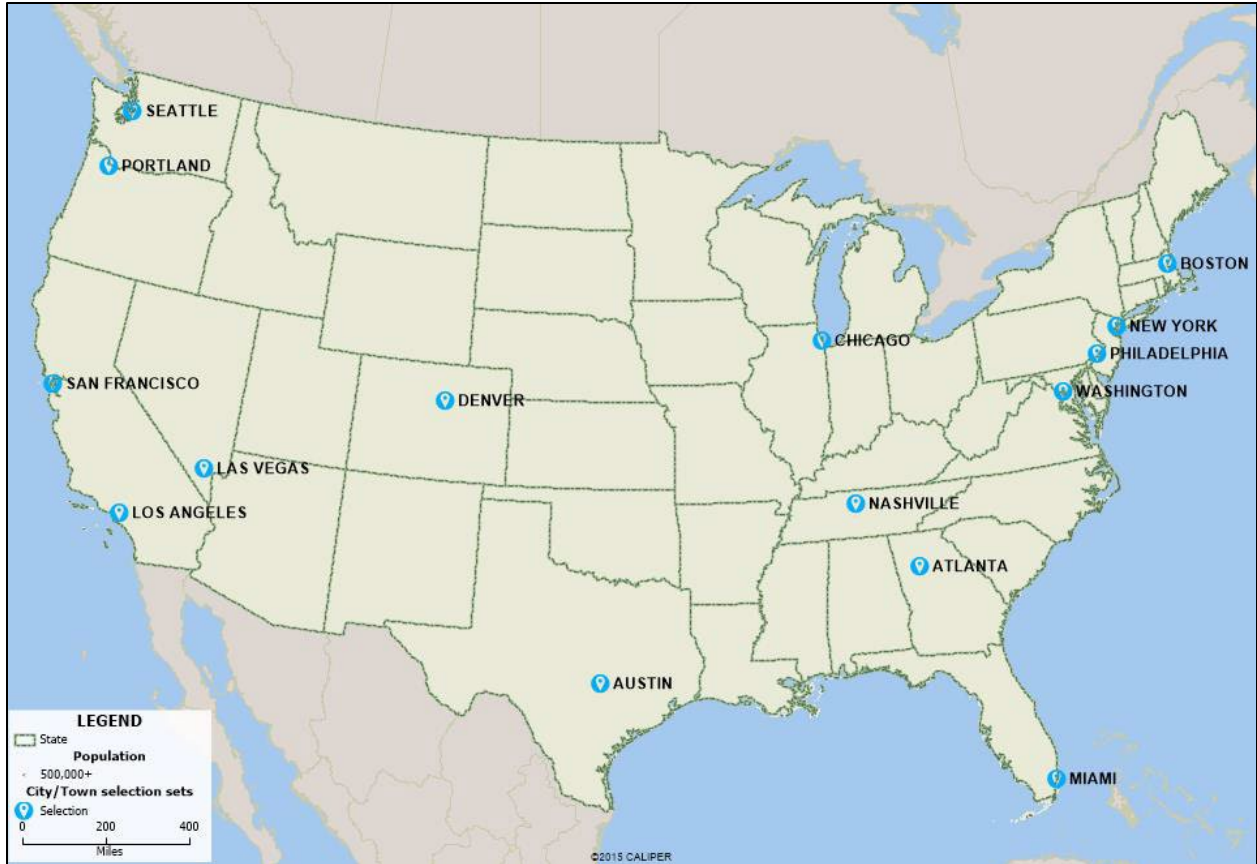 SEATTLE
PORTLAND
BOSTON
NEW YORK
CHICAGO
PHILADELPHIA
SAN FRANCISCO
WASHINGTON
DENVER
LAS VEGAS
NASHVILLE
LOS ANGELES
ATLANTA
AUSTIN
MIAMI
LEGEND
State
Population
500,000+
City/Town selection sets
Selection
0 200 400
Miles
©2015 CALIPER